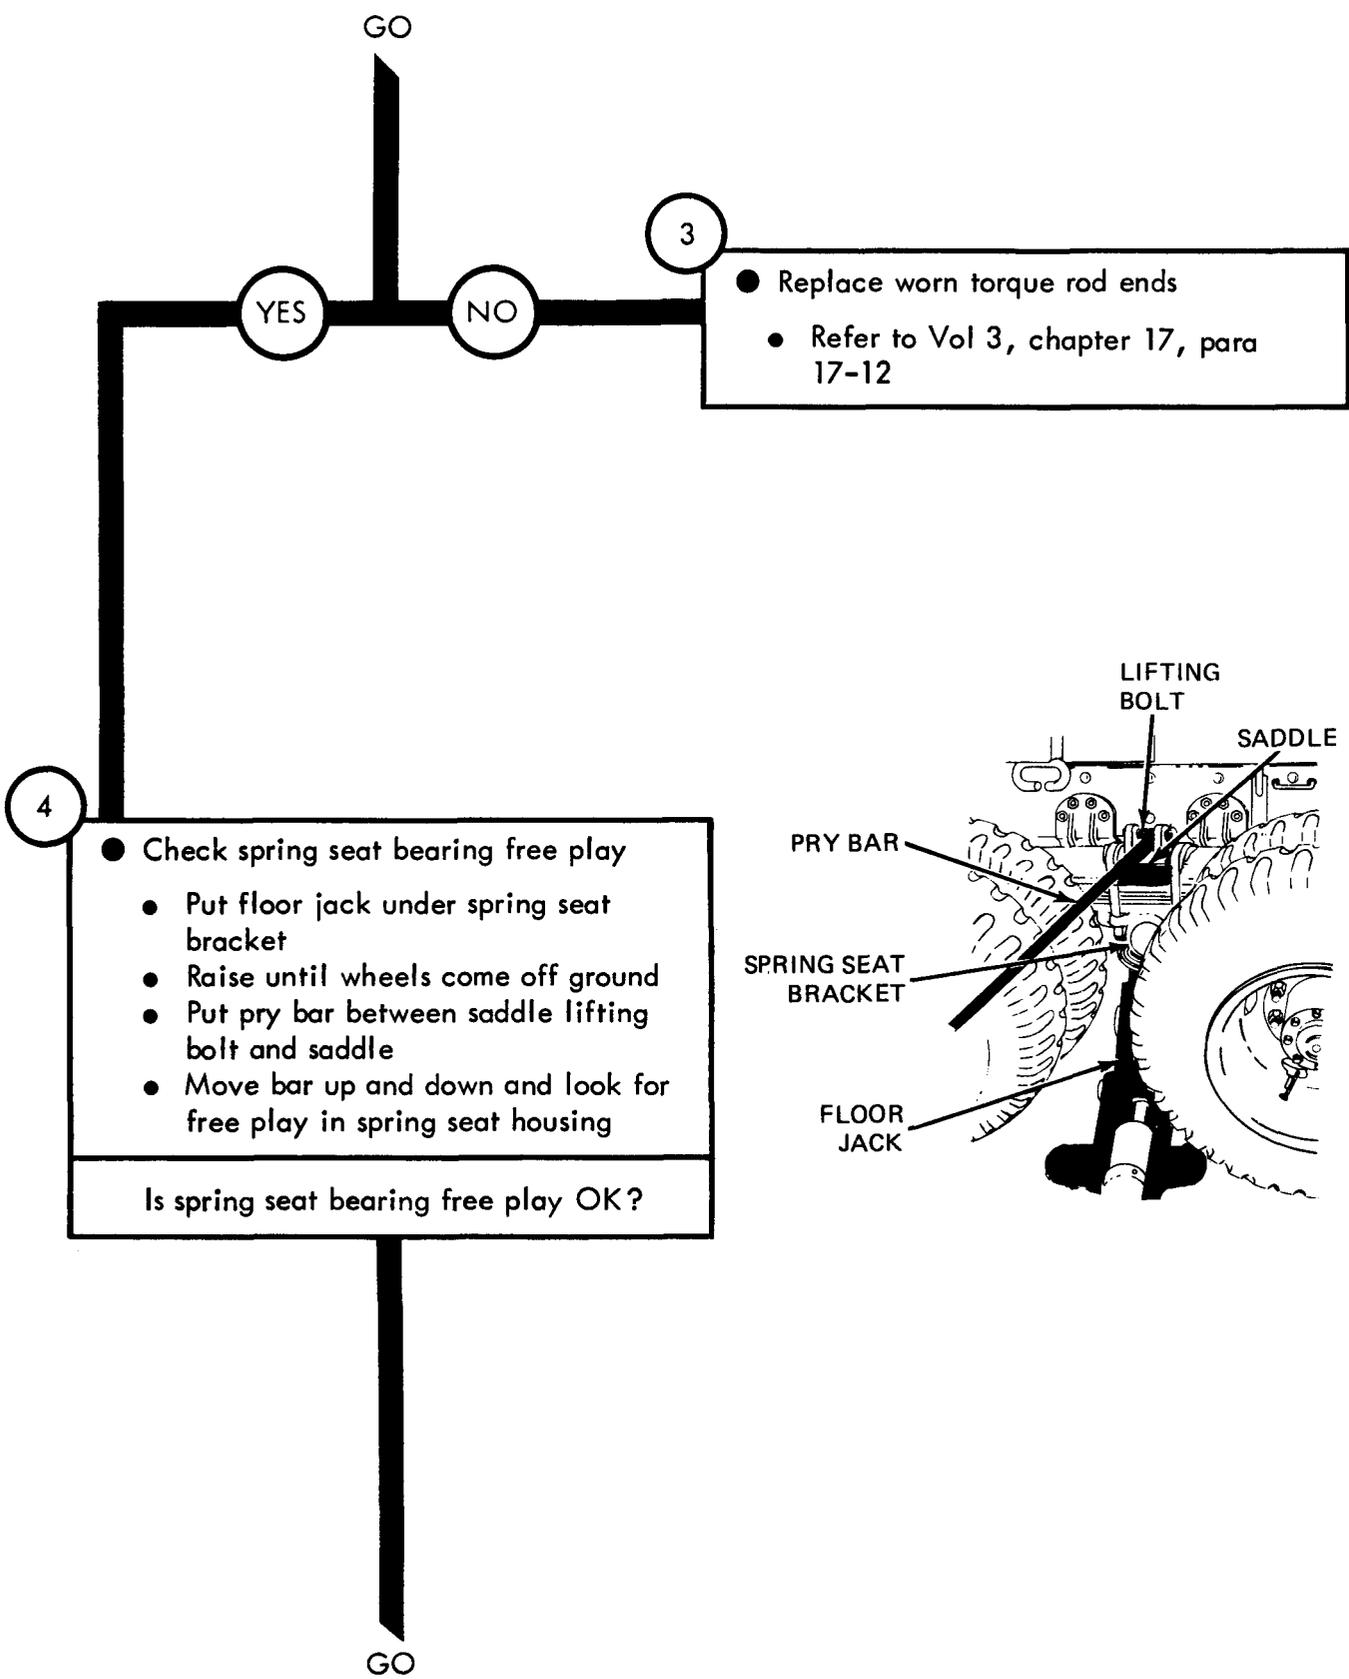 GO
3
YES
NO
● Replace worn torque rod ends
● Refer to Vol 3, chapter 17, para
17-12
4
● Check spring seat bearing free play
● Put floor jack under spring seat
bracket
● Raise until wheels come off ground
● Put pry bar between saddle lifting
bolt and saddle
● Move bar up and down and look for
free play in spring seat housing
Is spring seat bearing free play OK?
LIFTING
BOLT
SADDLE
PRY BAR
SPRING SEAT
BRACKET
FLOOR
JACK
GO